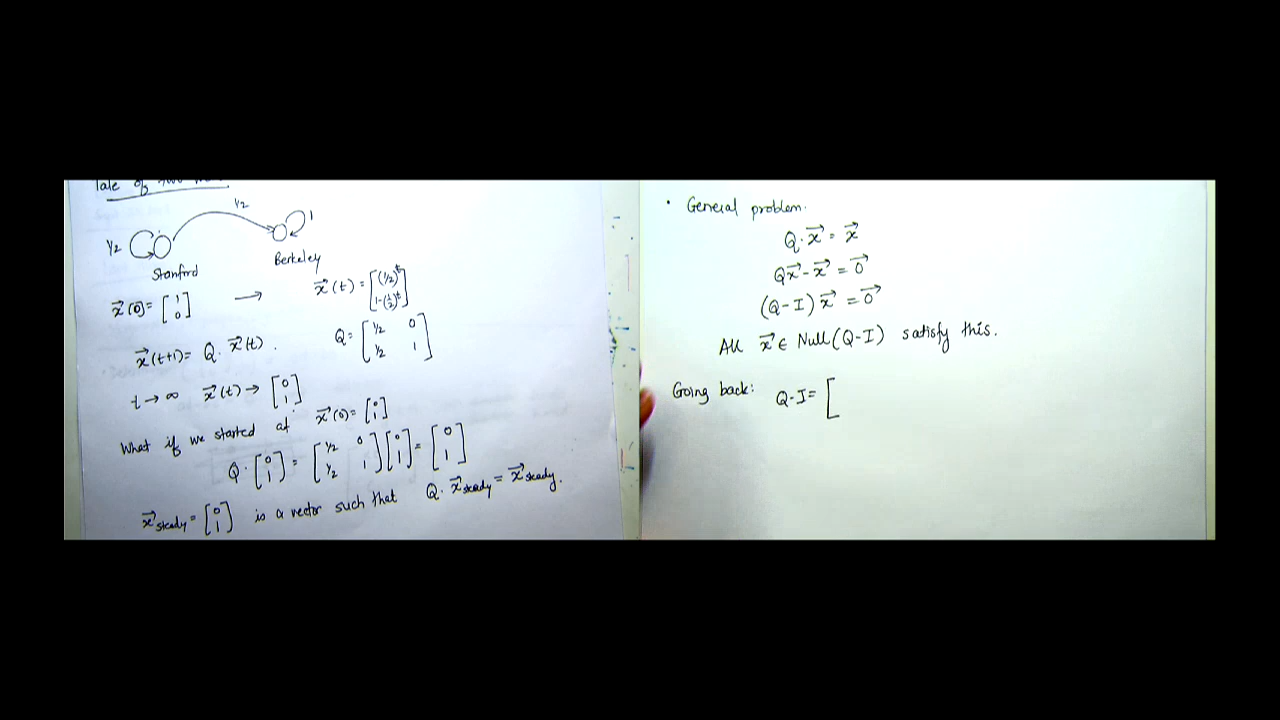 Tale of
1/2
1
1/2
Stanford
Berkeley
x⃗(0) = [1 0] → x⃗(t) = [(1/2)^t 1-(1/2)^t]
x⃗(t+1) = Q · x⃗(t). Q = [1/2 0 1/2 1]
t → ∞ x⃗(t) → [0 1]
What if we started at x⃗(0) = [0 1]
Q · [0 1] = [1/2 0 1/2 1] [0 1] = [0 1]
x⃗steady = [0 1] is a vector such that Q · x⃗steady = x⃗steady.
• General problem.
Q · x⃗ = x⃗
Qx⃗ - x⃗ = 0⃗
(Q - I) x⃗ = 0⃗
All x⃗ ∈ Null(Q-I) satisfy this.
Going back: Q-I = [